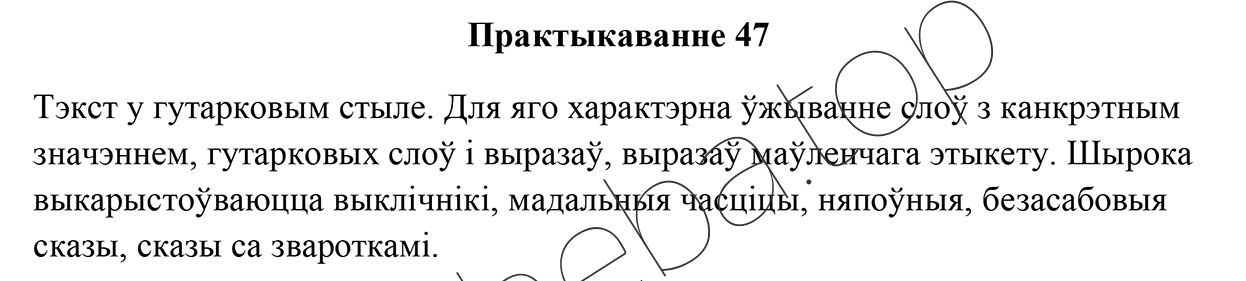 Практыкаванне 47
Тэкст у гутарковым стыле. Для яго характэрна ўжыванне слоў з канкрэтным
значэннем, гутарковых слоў і выразаў, выразаў маўленчага этыкету. Шырока
выкарыстоўваюцца выклічнікі, мадальныя часціцы, няпоўныя, безасабовыя
сказы, сказы са звароткамі.